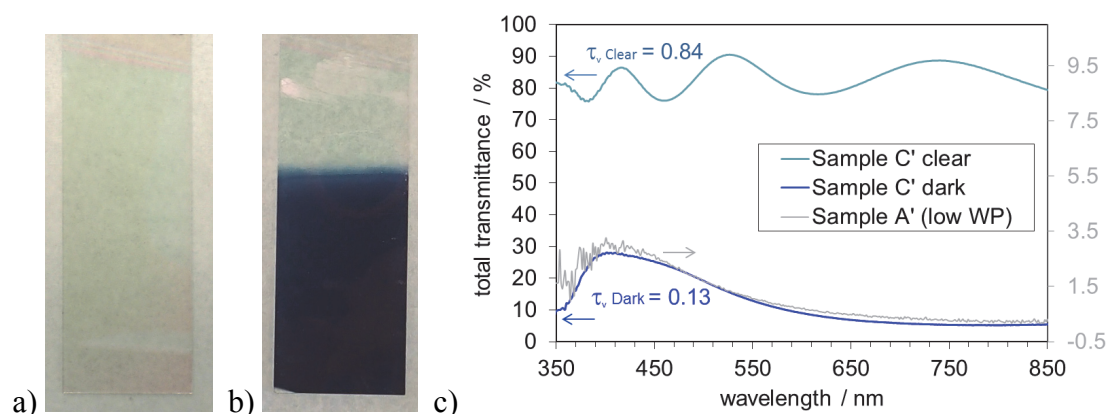 a)
b)
c)
total transmittance / %
100
90
80
70
60
50
40
30
20
10
0
τv Clear = 0.84
τv Dark = 0.13
Sample C' clear
Sample C' dark
Sample A' (low WP)
9.5
7.5
5.5
3.5
1.5
-0.5
350 450 550 650 750 850
wavelength / nm